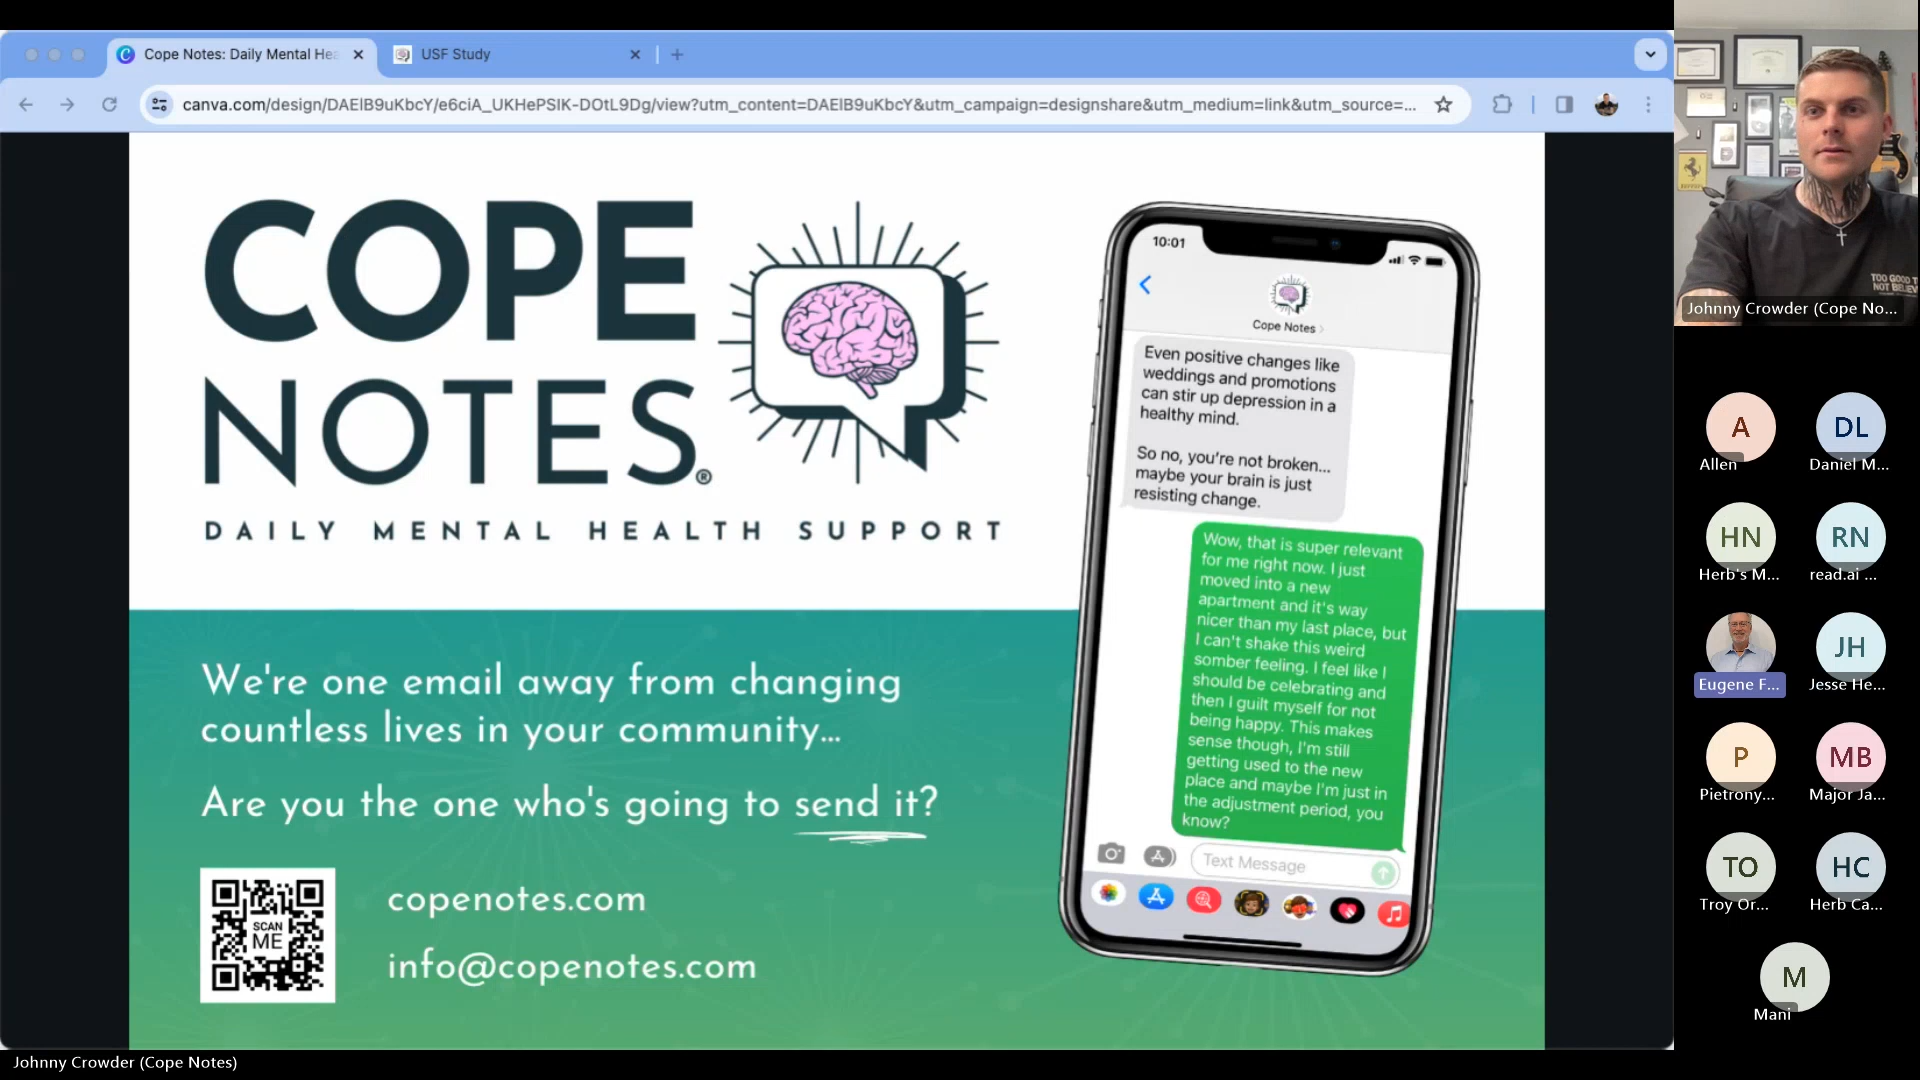 Cope Notes: Daily Mental Hea
USF Study
canva.com/design/DAElB9uKbcY/e6ciA_UKHePSIK-DOtL9Dg/view?utm_content=DAElB9uKbcY&utm_campaign=designshare&utm_medium=link&utm_source=...
COPE
NOTES®
DAILY MENTAL HEALTH SUPPORT
We're one email away from changing
countless lives in your community...
Are you the one who's going to send it?
SCAN
ME
copenotes.com
info@copenotes.com
10:01
Cope Notes
Even positive changes like
weddings and promotions
can stir up depression in a
healthy mind.
So no, you're not broken...
maybe your brain is just
resisting change.
Wow, that is super relevant
for me right now. I just
moved into a new
apartment and it's way
nicer than my last place, but
I can't shake this weird
somber feeling. I feel like I
should be celebrating and
then I guilt myself for not
being happy. This makes
sense though, I'm still
getting used to the new
place and maybe I'm just in
the adjustment period, you
know?
Text Message
TOO GOOD T
NOT BELIEV
Johnny Crowder (Cope No...
A
Allen
DL
Daniel M...
HN
Herb's M...
RN
read.ai ...
Eugene F...
JH
Jesse He...
P
Pietrony...
MB
Major Ja...
TO
Troy Or...
HC
Herb Ca...
M
Mani
Johnny Crowder (Cope Notes)